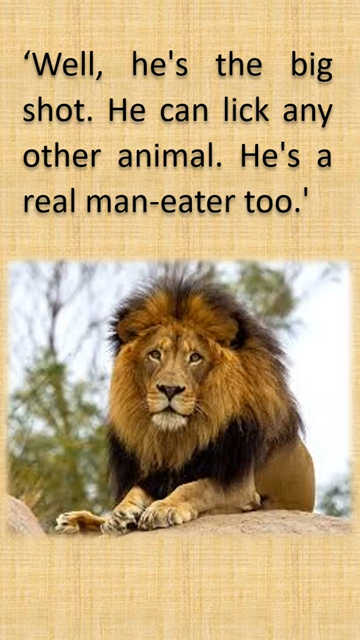 ‘Well, he's the big
shot. He can lick any
other animal. He's a
real man-eater too.'